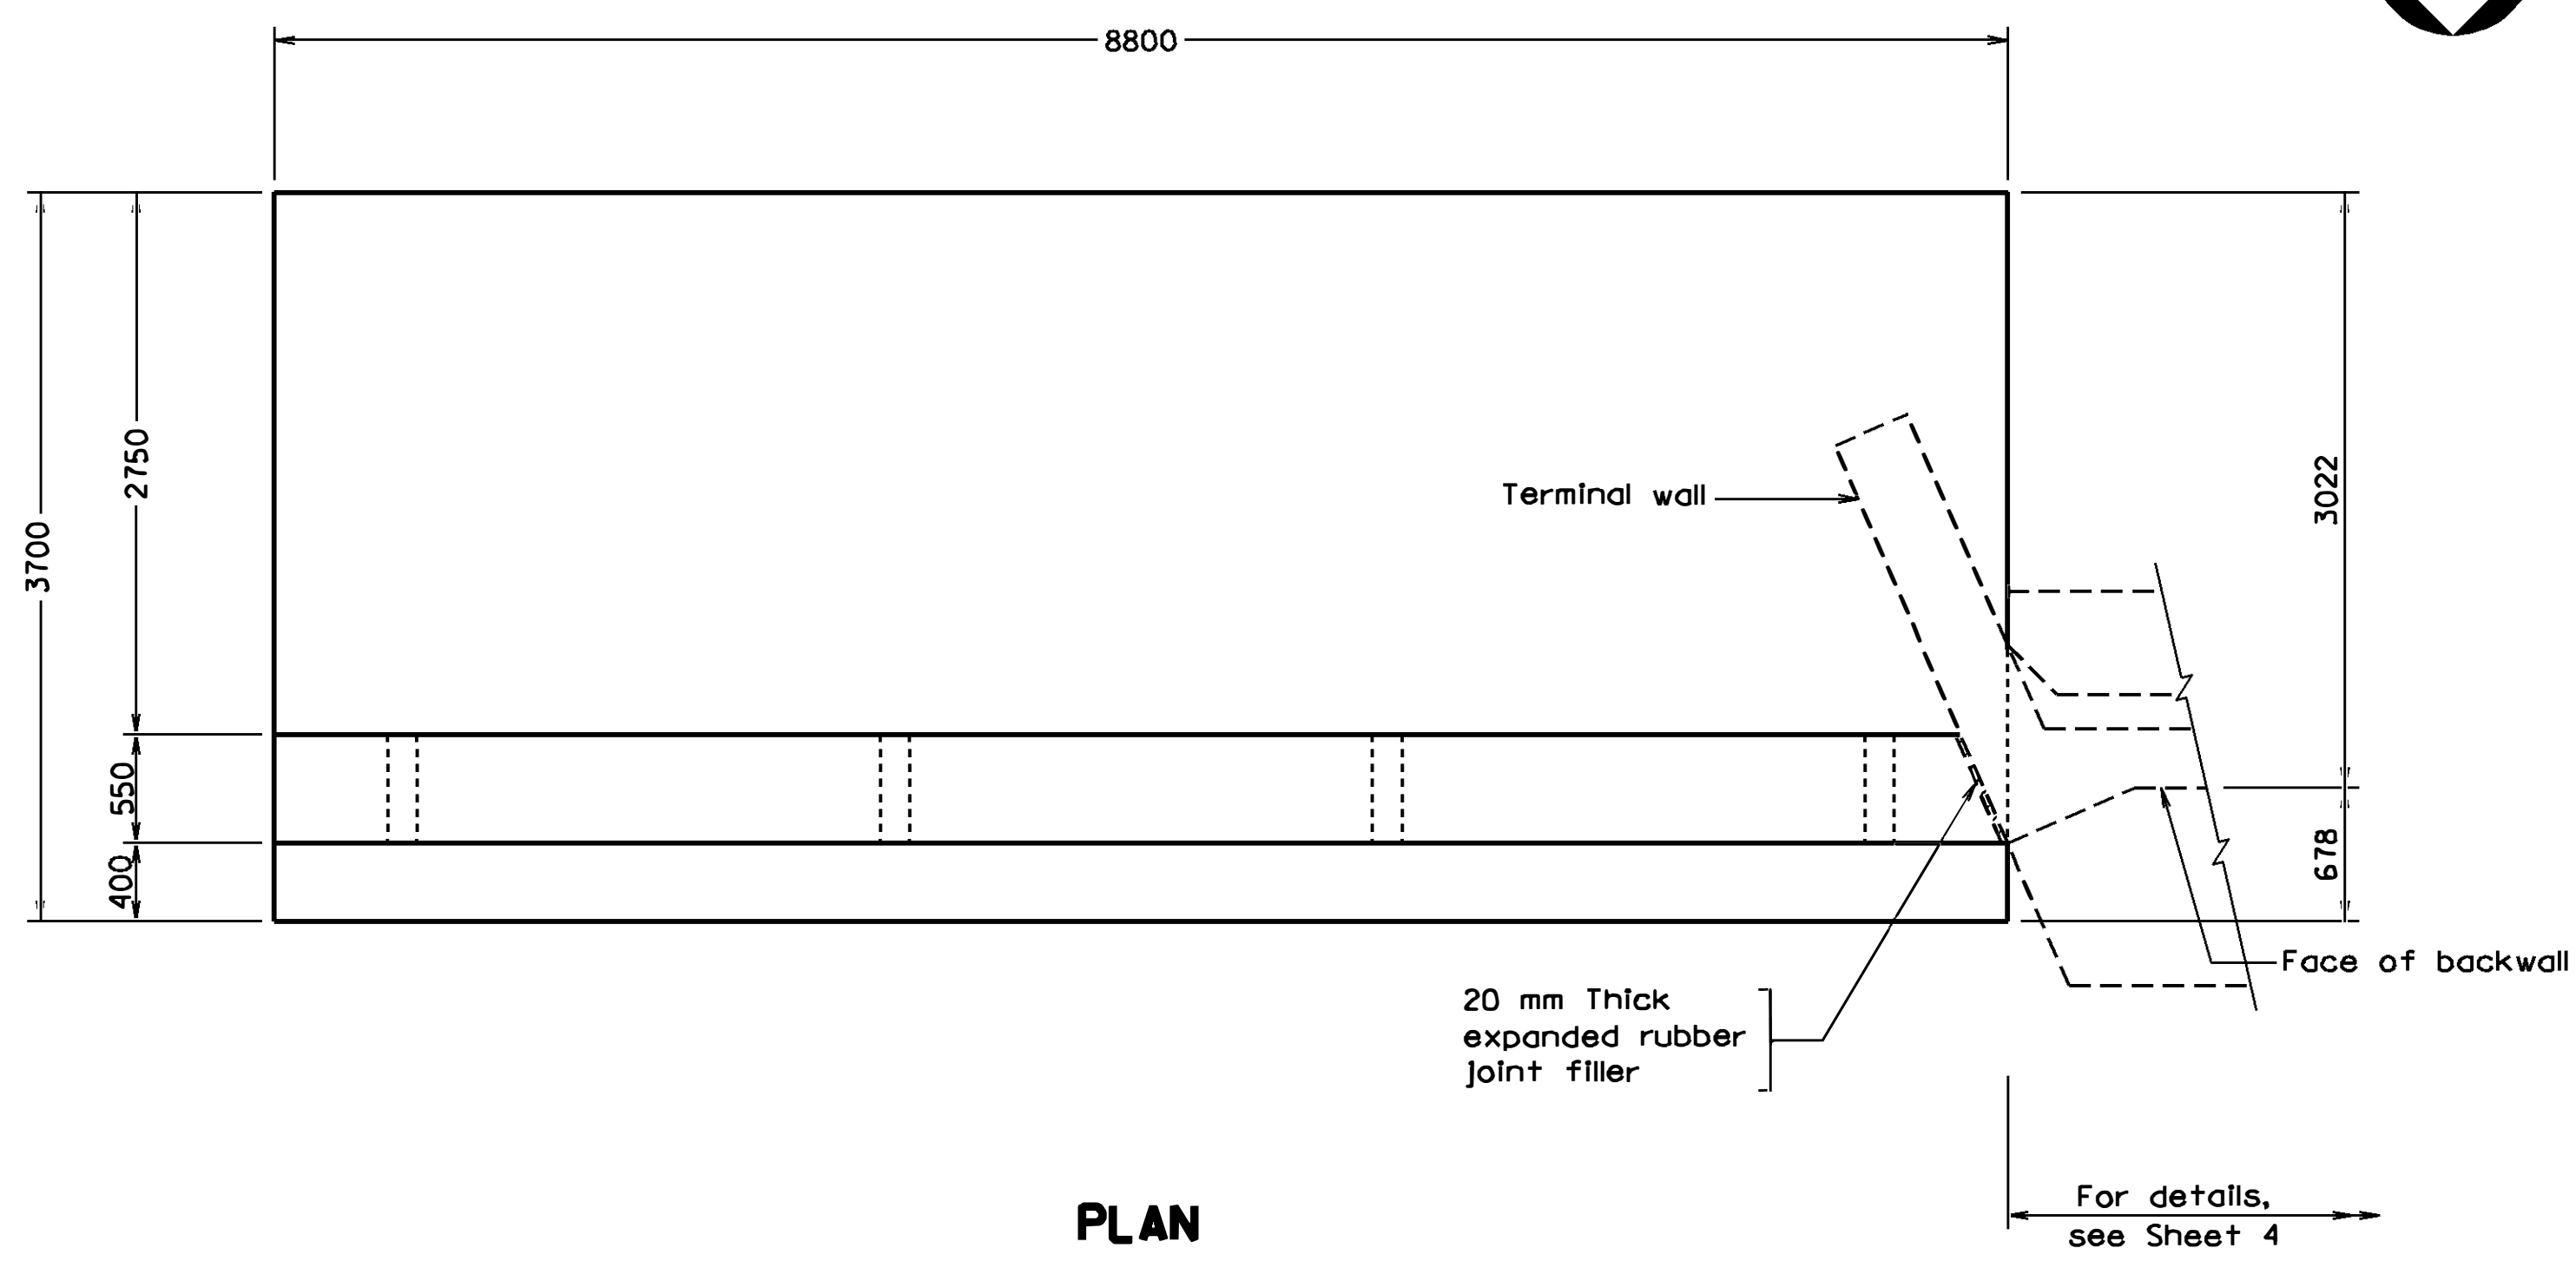 8800
2750
3700
550
400
Terminal wall
3022
678
Face of backwall
20 mm Thick
expanded rubber
joint filler
PLAN
For details,
see Sheet 4